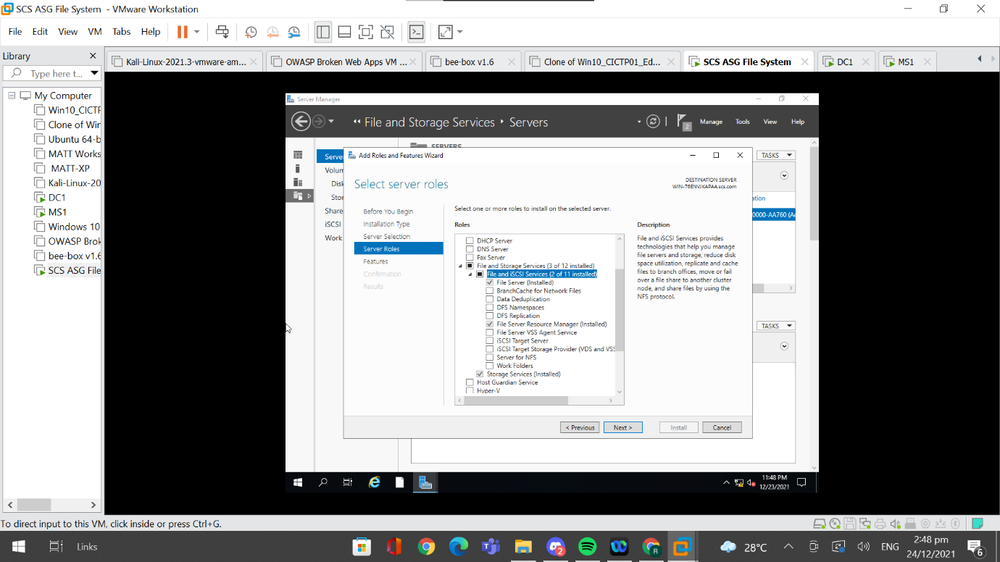 SCS ASG File System - VMware Workstation
File Edit View VM Tabs Help
Library
Type here t...
My Computer
Win10_CICTF
Clone of Wir
Ubuntu 64-b
MATT Works
MATT-XP
Kali-Linux-20
DC1
MS1
Windows 10
OWASP Brok
bee-box v1.6
SCS ASG File
Kali-Linux-2021.3-vmware-am...
OWASP Broken Web Apps VM ...
bee-box v1.6
Clone of Win10_CICTP01_Ed...
SCS ASG File System
DC1
MS1
Server Manager
File and Storage Services
Servers
2
Manage Tools View Help
SERVERS
TASKS
Serve
Volum
Disk
Stor
Share
iSCSI
Work
ation
0000-AA760 (A
TASKS
Add Roles and Features Wizard
Select server roles
DESTINATION SERVER
WIN-76ENVJKAPAA.scs.com
Before You Begin
Installation Type
Server Selection
Server Roles
Features
Confirmation
Results
Select one or more roles to install on the selected server.
Roles
DHCP Server
DNS Server
Fax Server
File and Storage Services (3 of 12 installed)
File and iSCSI Services (2 of 11 installed)
File Server (Installed)
BranchCache for Network Files
Data Deduplication
DFS Namespaces
DFS Replication
File Server Resource Manager (Installed)
File Server VSS Agent Service
iSCSI Target Server
iSCSI Target Storage Provider (VDS and VSS
Server for NFS
Work Folders
Storage Services (Installed)
Host Guardian Service
Hyper-V
Description
File and iSCSI Services provides
technologies that help you manage
file servers and storage, reduce disk
space utilization, replicate and cache
files to branch offices, move or fail
over a file share to another cluster
node, and share files by using the
NFS protocol.
< Previous
Next >
Install
Cancel
11:48 PM
12/23/2021
To direct input to this VM, click inside or press Ctrl+G.
Links
2
R
28°C
ENG
2:48 pm
24/12/2021
6